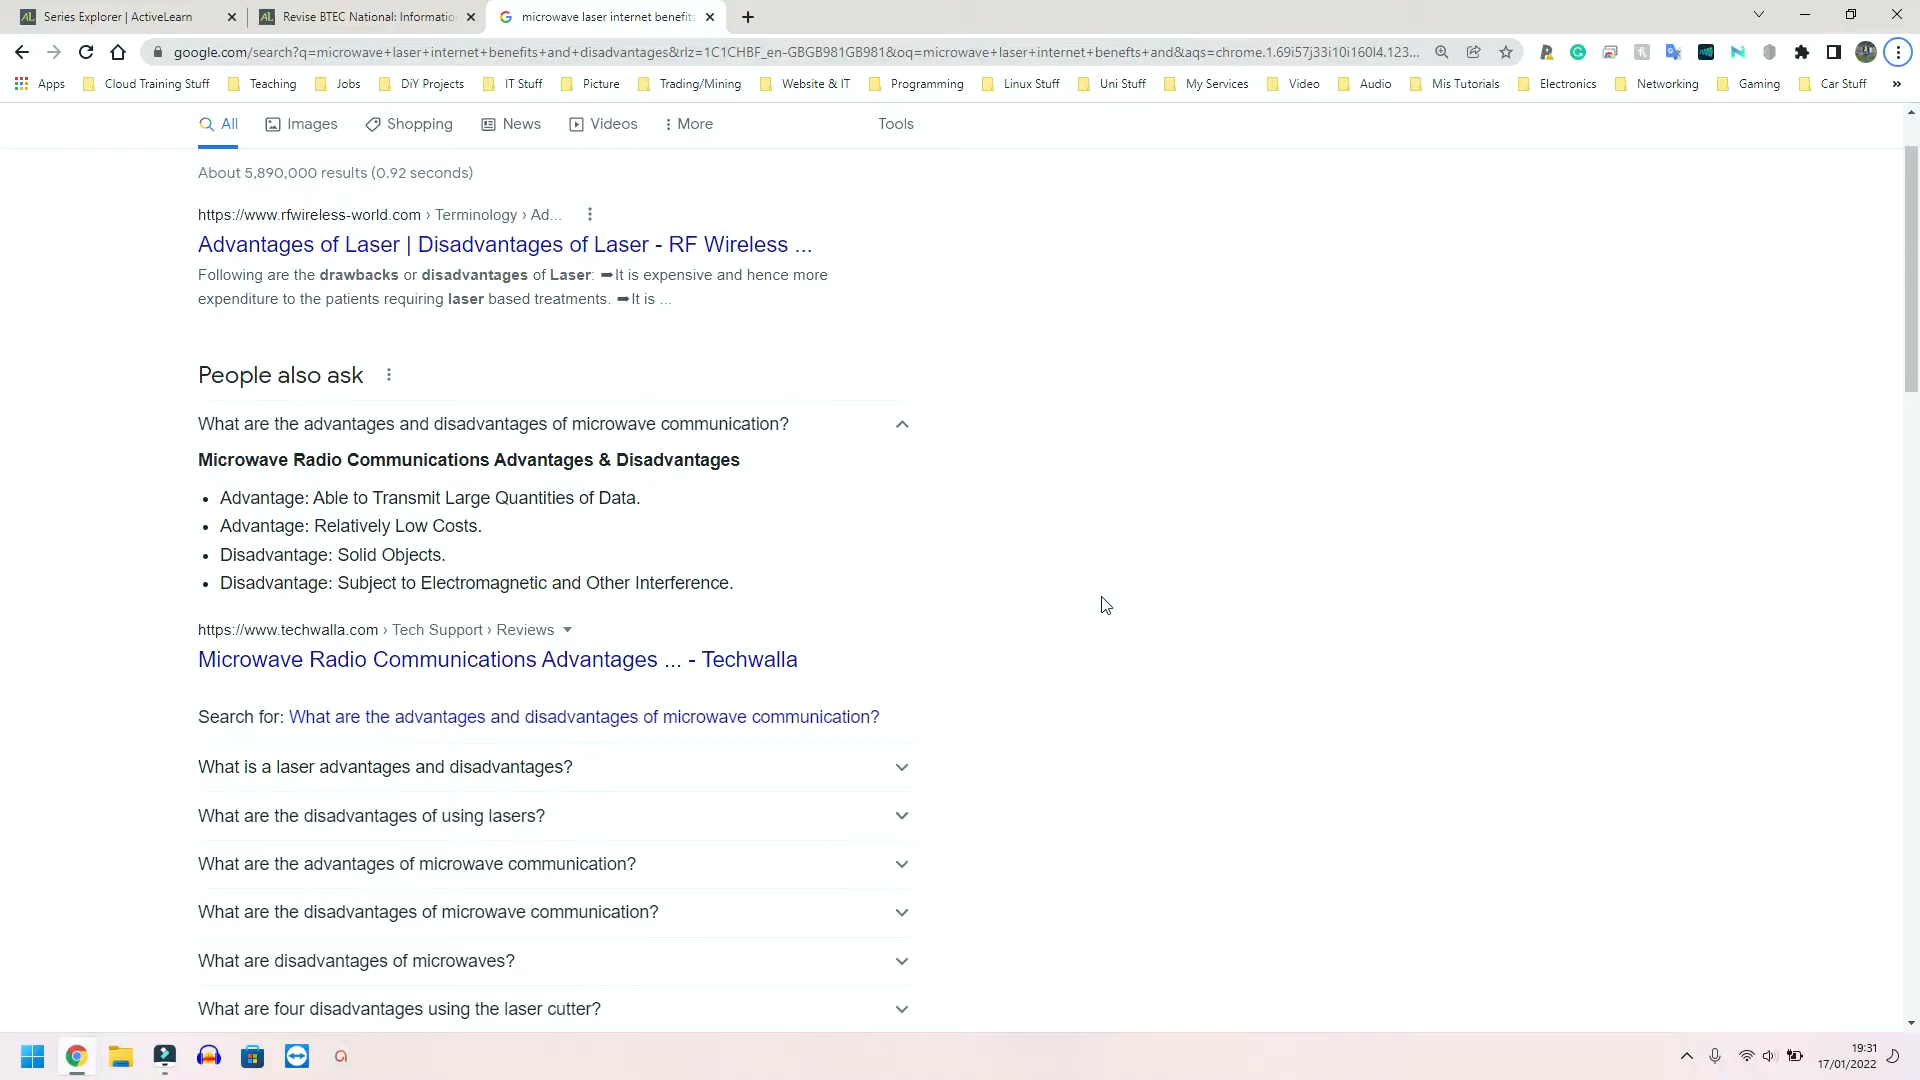 Series Explorer | ActiveLearn
Revise BTEC National: Informatio
microwave laser internet benefits
google.com/search?q=microwave+laser+internet+benefits+and+disadvantages&rlz=1C1CHBF_en-GBGB981GB981&oq=microwave+laser+internet+benefts+and&aqs=chrome.1.69i57j33i10i160l4.123...
Apps Cloud Training Stuff Teaching Jobs DiY Projects IT Stuff Picture Trading/Mining Website & IT Programming Linux Stuff Uni Stuff My Services Video Audio Mis Tutorials Electronics Networking Gaming Car Stuff »
All Images Shopping News Videos More Tools
About 5,890,000 results (0.92 seconds)
https://www.rfwireless-world.com › Terminology › Ad...
Advantages of Laser | Disadvantages of Laser - RF Wireless ...
Following are the drawbacks or disadvantages of Laser: ➨It is expensive and hence more
expenditure to the patients requiring laser based treatments. ➨It is ...
People also ask
What are the advantages and disadvantages of microwave communication?
Microwave Radio Communications Advantages & Disadvantages
• Advantage: Able to Transmit Large Quantities of Data.
• Advantage: Relatively Low Costs.
• Disadvantage: Solid Objects.
• Disadvantage: Subject to Electromagnetic and Other Interference.
https://www.techwalla.com › Tech Support › Reviews
Microwave Radio Communications Advantages ... - Techwalla
Search for: What are the advantages and disadvantages of microwave communication?
What is a laser advantages and disadvantages?
What are the disadvantages of using lasers?
What are the advantages of microwave communication?
What are the disadvantages of microwave communication?
What are disadvantages of microwaves?
What are four disadvantages using the laser cutter?
19:31
17/01/2022